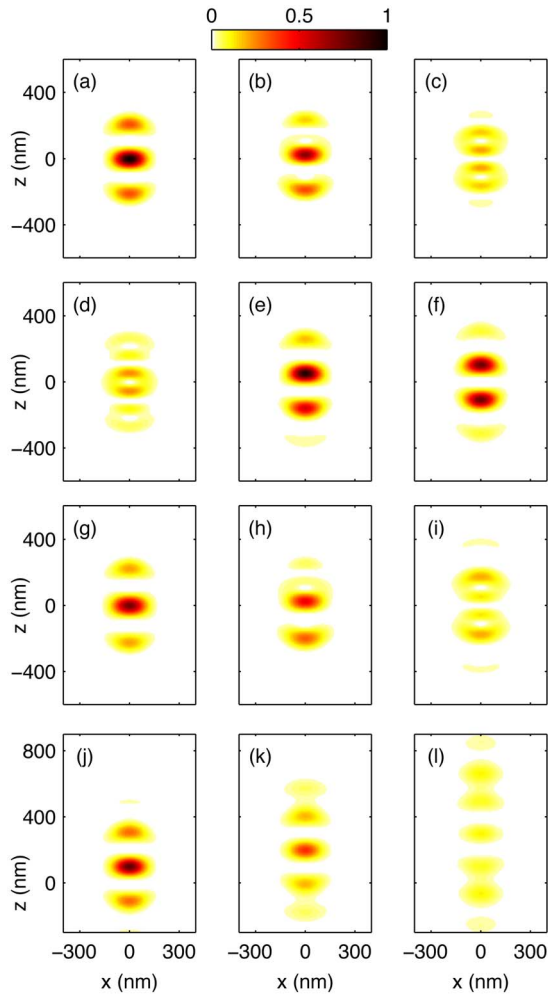 0 0.5 1
(a) (b) (c)
400
0
−400
z (nm)
(d) (e) (f)
400
0
−400
z (nm)
(g) (h) (i)
400
0
−400
z (nm)
(j) (k) (l)
800
400
0
z (nm)
−300 0 300 −300 0 300 −300 0 300
x (nm) x (nm) x (nm)